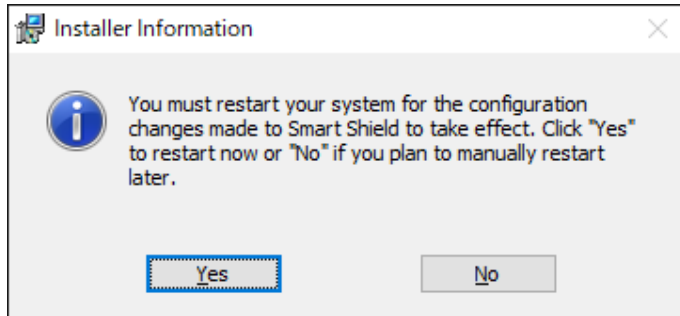 Installer Information
You must restart your system for the configuration
changes made to Smart Shield to take effect. Click "Yes"
to restart now or "No" if you plan to manually restart
later.
Yes
No